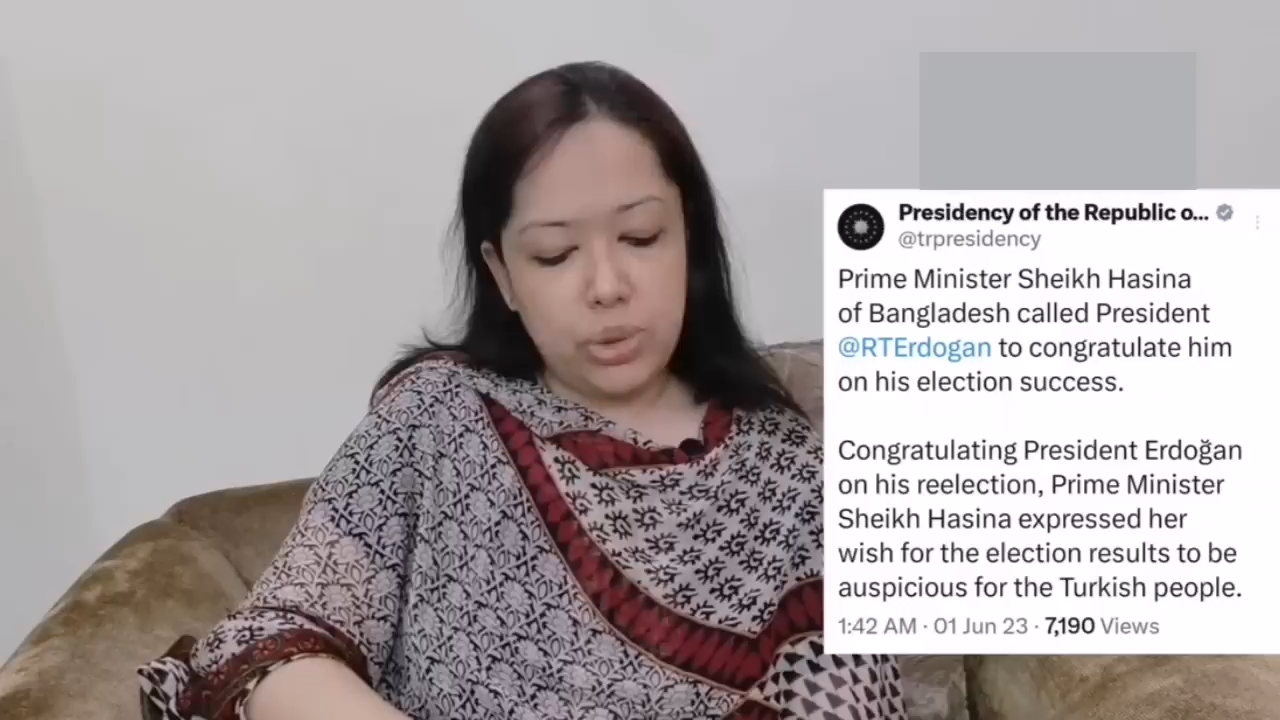 Presidency of the Republic o...
@trpresidency
Prime Minister Sheikh Hasina
of Bangladesh called President
@RTErdogan to congratulate him
on his election success.
Congratulating President Erdoğan
on his reelection, Prime Minister
Sheikh Hasina expressed her
wish for the election results to be
auspicious for the Turkish people.
1:42 AM · 01 Jun 23 · 7,190 Views